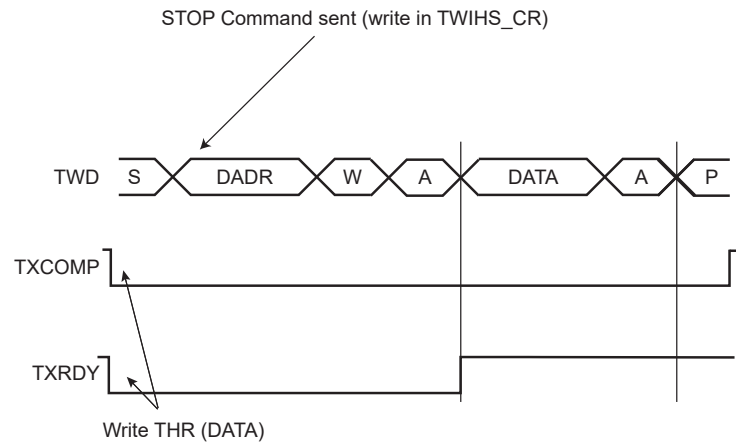 STOP Command sent (write in TWIHS_CR)
TWD S DADR W A DATA A P
TXCOMP
TXRDY
Write THR (DATA)